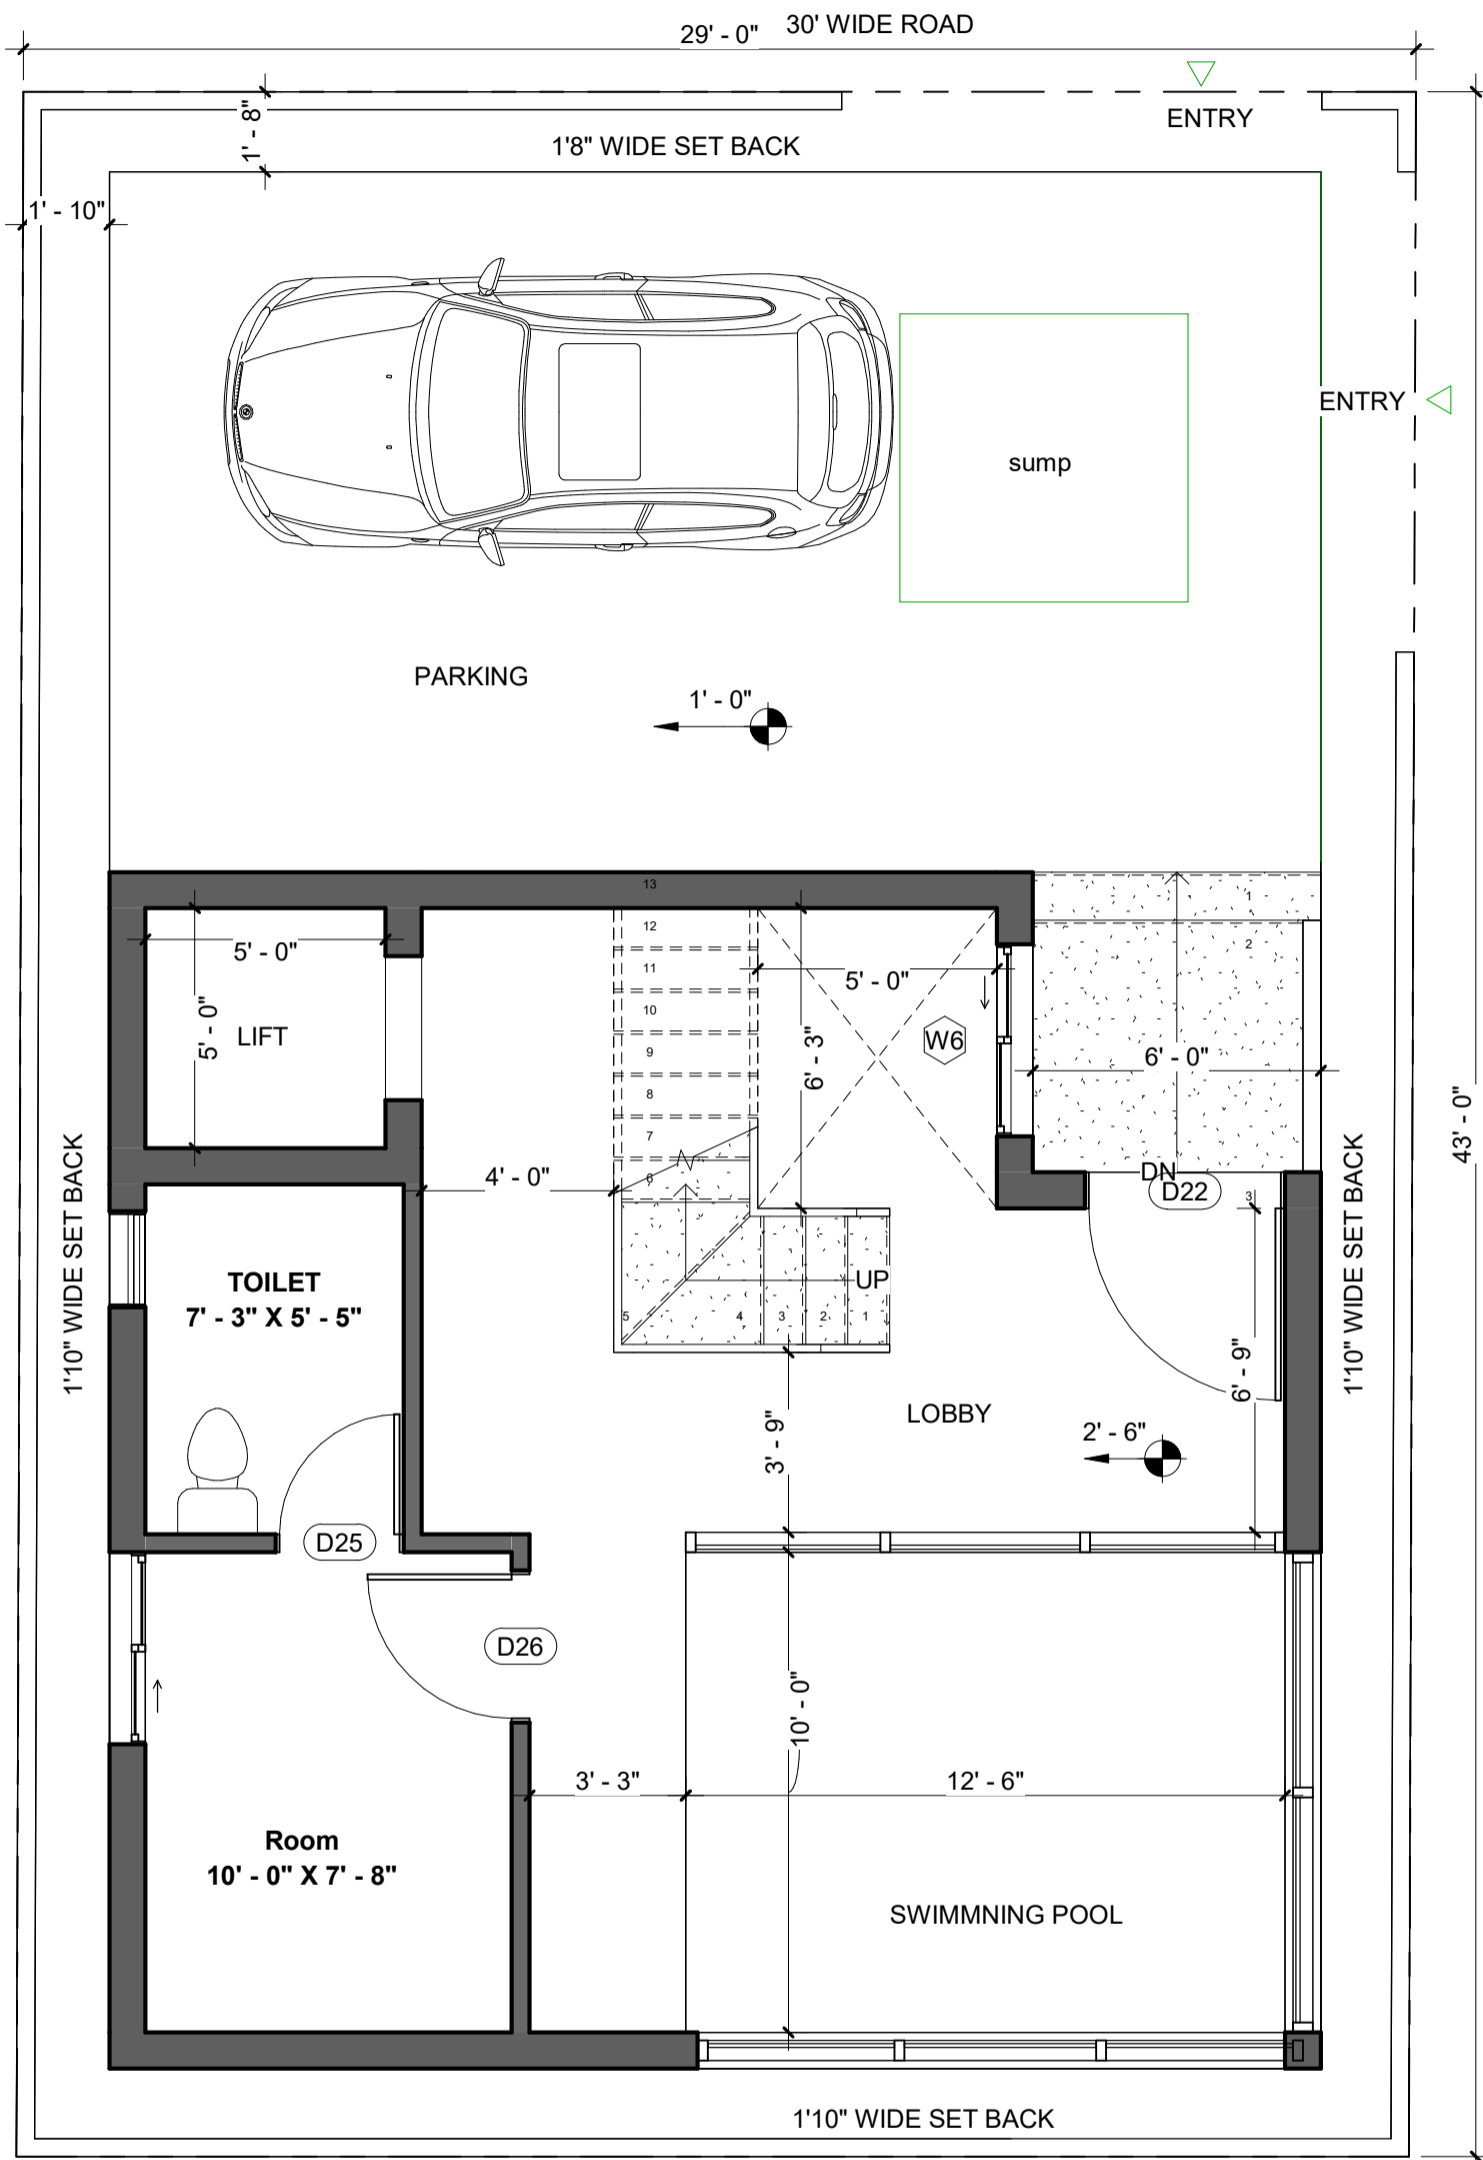 30' WIDE ROAD
29' - 0"
ENTRY
1' - 8"
1'8" WIDE SET BACK
1' - 10"
ENTRY
sump
PARKING
1' - 0"
13
12
11
10
9
8
7
6
5
4
3
2
1
1
2
3
5' - 0"
5' - 0"
LIFT
5' - 0"
6' - 3"
W6
6' - 0"
43' - 0"
4' - 0"
DN
D22
1'10" WIDE SET BACK
1'10" WIDE SET BACK
TOILET
7' - 3" X 5' - 5"
UP
6' - 9"
LOBBY
3' - 9"
2' - 6"
D25
D26
10' - 0"
3' - 3"
12' - 6"
Room
10' - 0" X 7' - 8"
SWIMMNING POOL
1'10" WIDE SET BACK